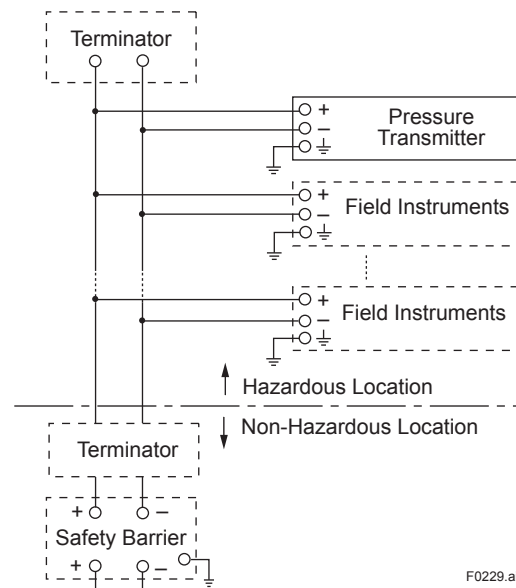 Terminator
+
Pressure
Transmitter
–
+
Field Instruments
–
+
Field Instruments
–
Hazardous Location
Non-Hazardous Location
Terminator
+ –
Safety Barrier
+ –
F0229.a